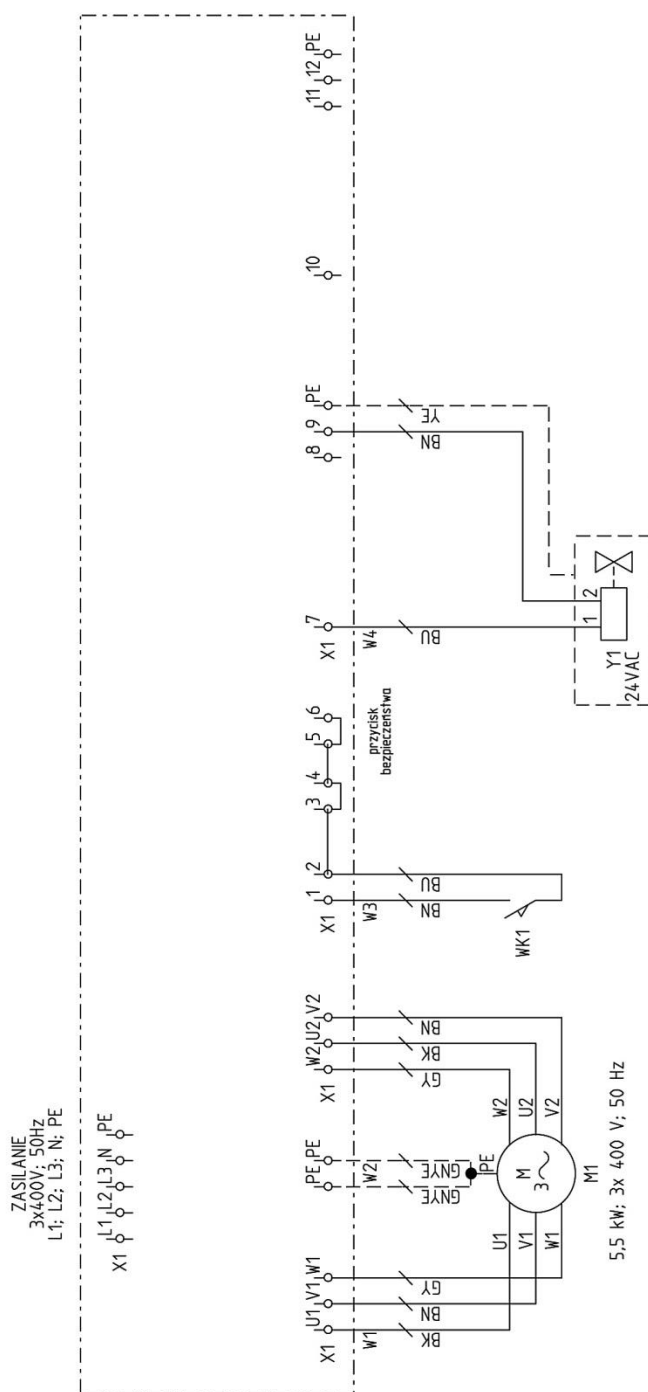 ZASILANIE
3x400V; 50Hz
L1; L2; L3; N; PE
L1 L2 L3 N PE
X1
U1 V1 W1 PE PE W2 U2 V2 1 2 3 4 5 6 7 8 9 PE 10 11 12 PE
X1 X1 X1 X1
W1 W2 W3 W4
przycisk
bezpieczeństwa
BK BN GY GNYE GNYE GY BK BN BN BU BU BN YE
PE
U1 W2
V1 U2
W1 V2
M
3~
WK1
1 2
M1
Y1
24VAC
5,5 kW; 3x 400 V; 50 Hz